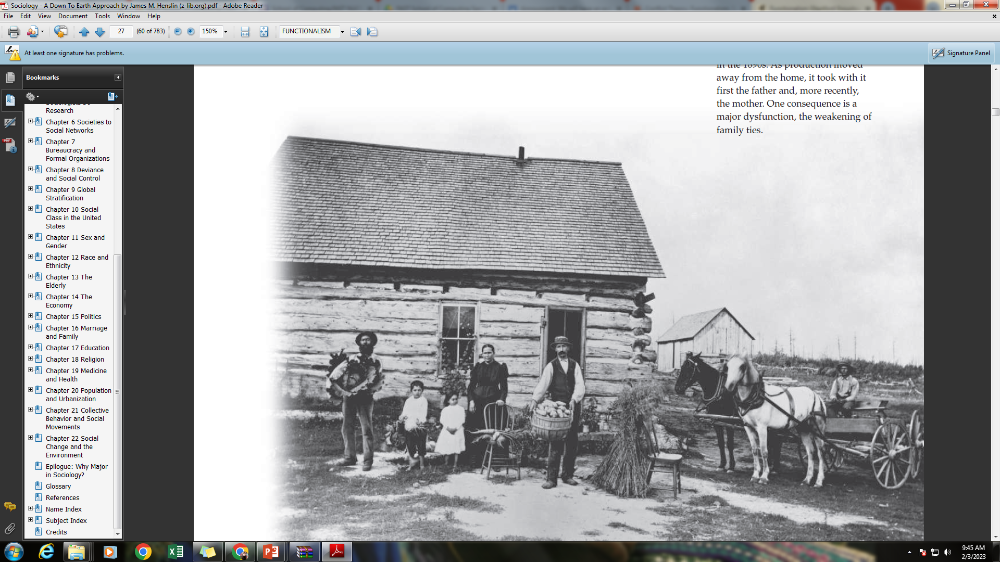 Sociology - A Down To Earth Approach by James M. Henslin (z-lib.org).pdf - Adobe Reader
File Edit View Document Tools Window Help
27 (60 of 783) 150% FUNCTIONALISM
At least one signature has problems.
Signature Panel
Bookmarks
Research
Chapter 6 Societies to
Social Networks
Chapter 7
Bureaucracy and
Formal Organizations
Chapter 8 Deviance
and Social Control
Chapter 9 Global
Stratification
Chapter 10 Social
Class in the United
States
Chapter 11 Sex and
Gender
Chapter 12 Race and
Ethnicity
Chapter 13 The
Elderly
Chapter 14 The
Economy
Chapter 15 Politics
Chapter 16 Marriage
and Family
Chapter 17 Education
Chapter 18 Religion
Chapter 19 Medicine
and Health
Chapter 20 Population
and Urbanization
Chapter 21 Collective
Behavior and Social
Movements
Chapter 22 Social
Change and the
Environment
Epilogue: Why Major
in Sociology?
Glossary
References
Name Index
Subject Index
Credits
in the 1890s. As production moved
away from the home, it took with it
first the father and, more recently,
the mother. One consequence is a
major dysfunction, the weakening of
family ties.
9:45 AM
2/3/2023